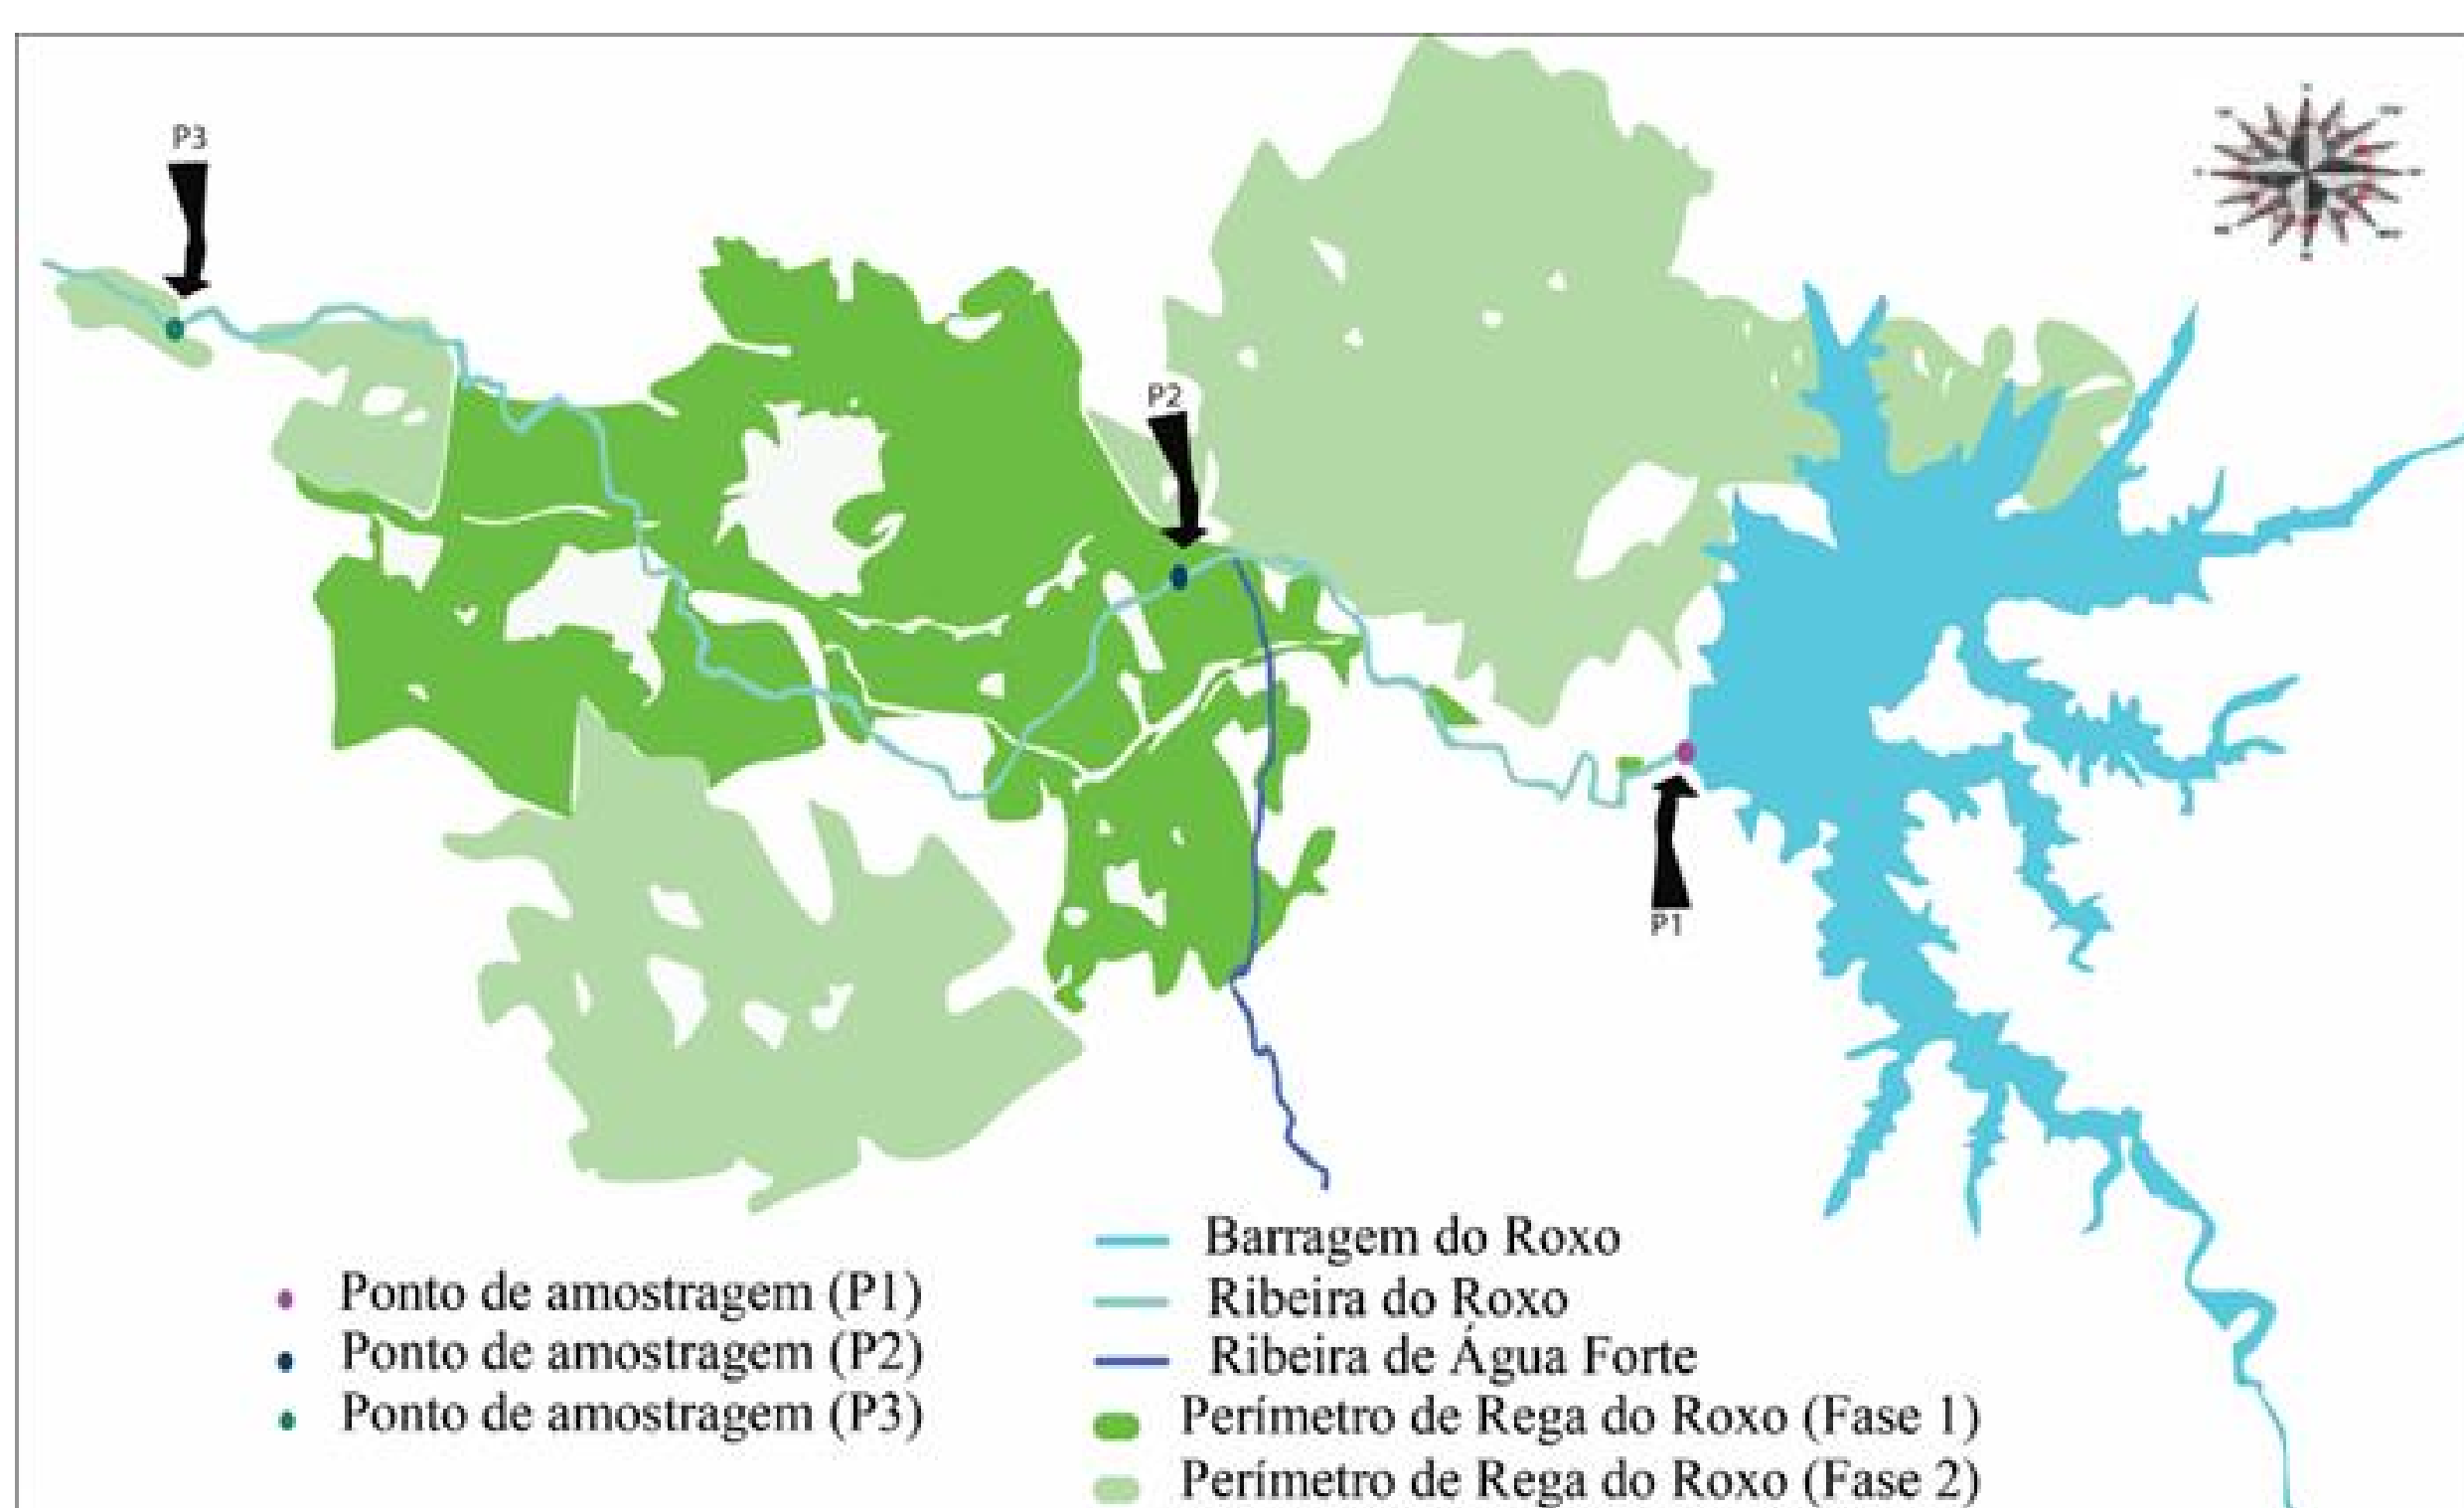 P3
P2
P1
Barragem do Roxo
Ponto de amostragem (P1)
Ribeira do Roxo
Ponto de amostragem (P2)
Ribeira de Água Forte
Ponto de amostragem (P3)
Perímetro de Rega do Roxo (Fase 1)
Perímetro de Rega do Roxo (Fase 2)